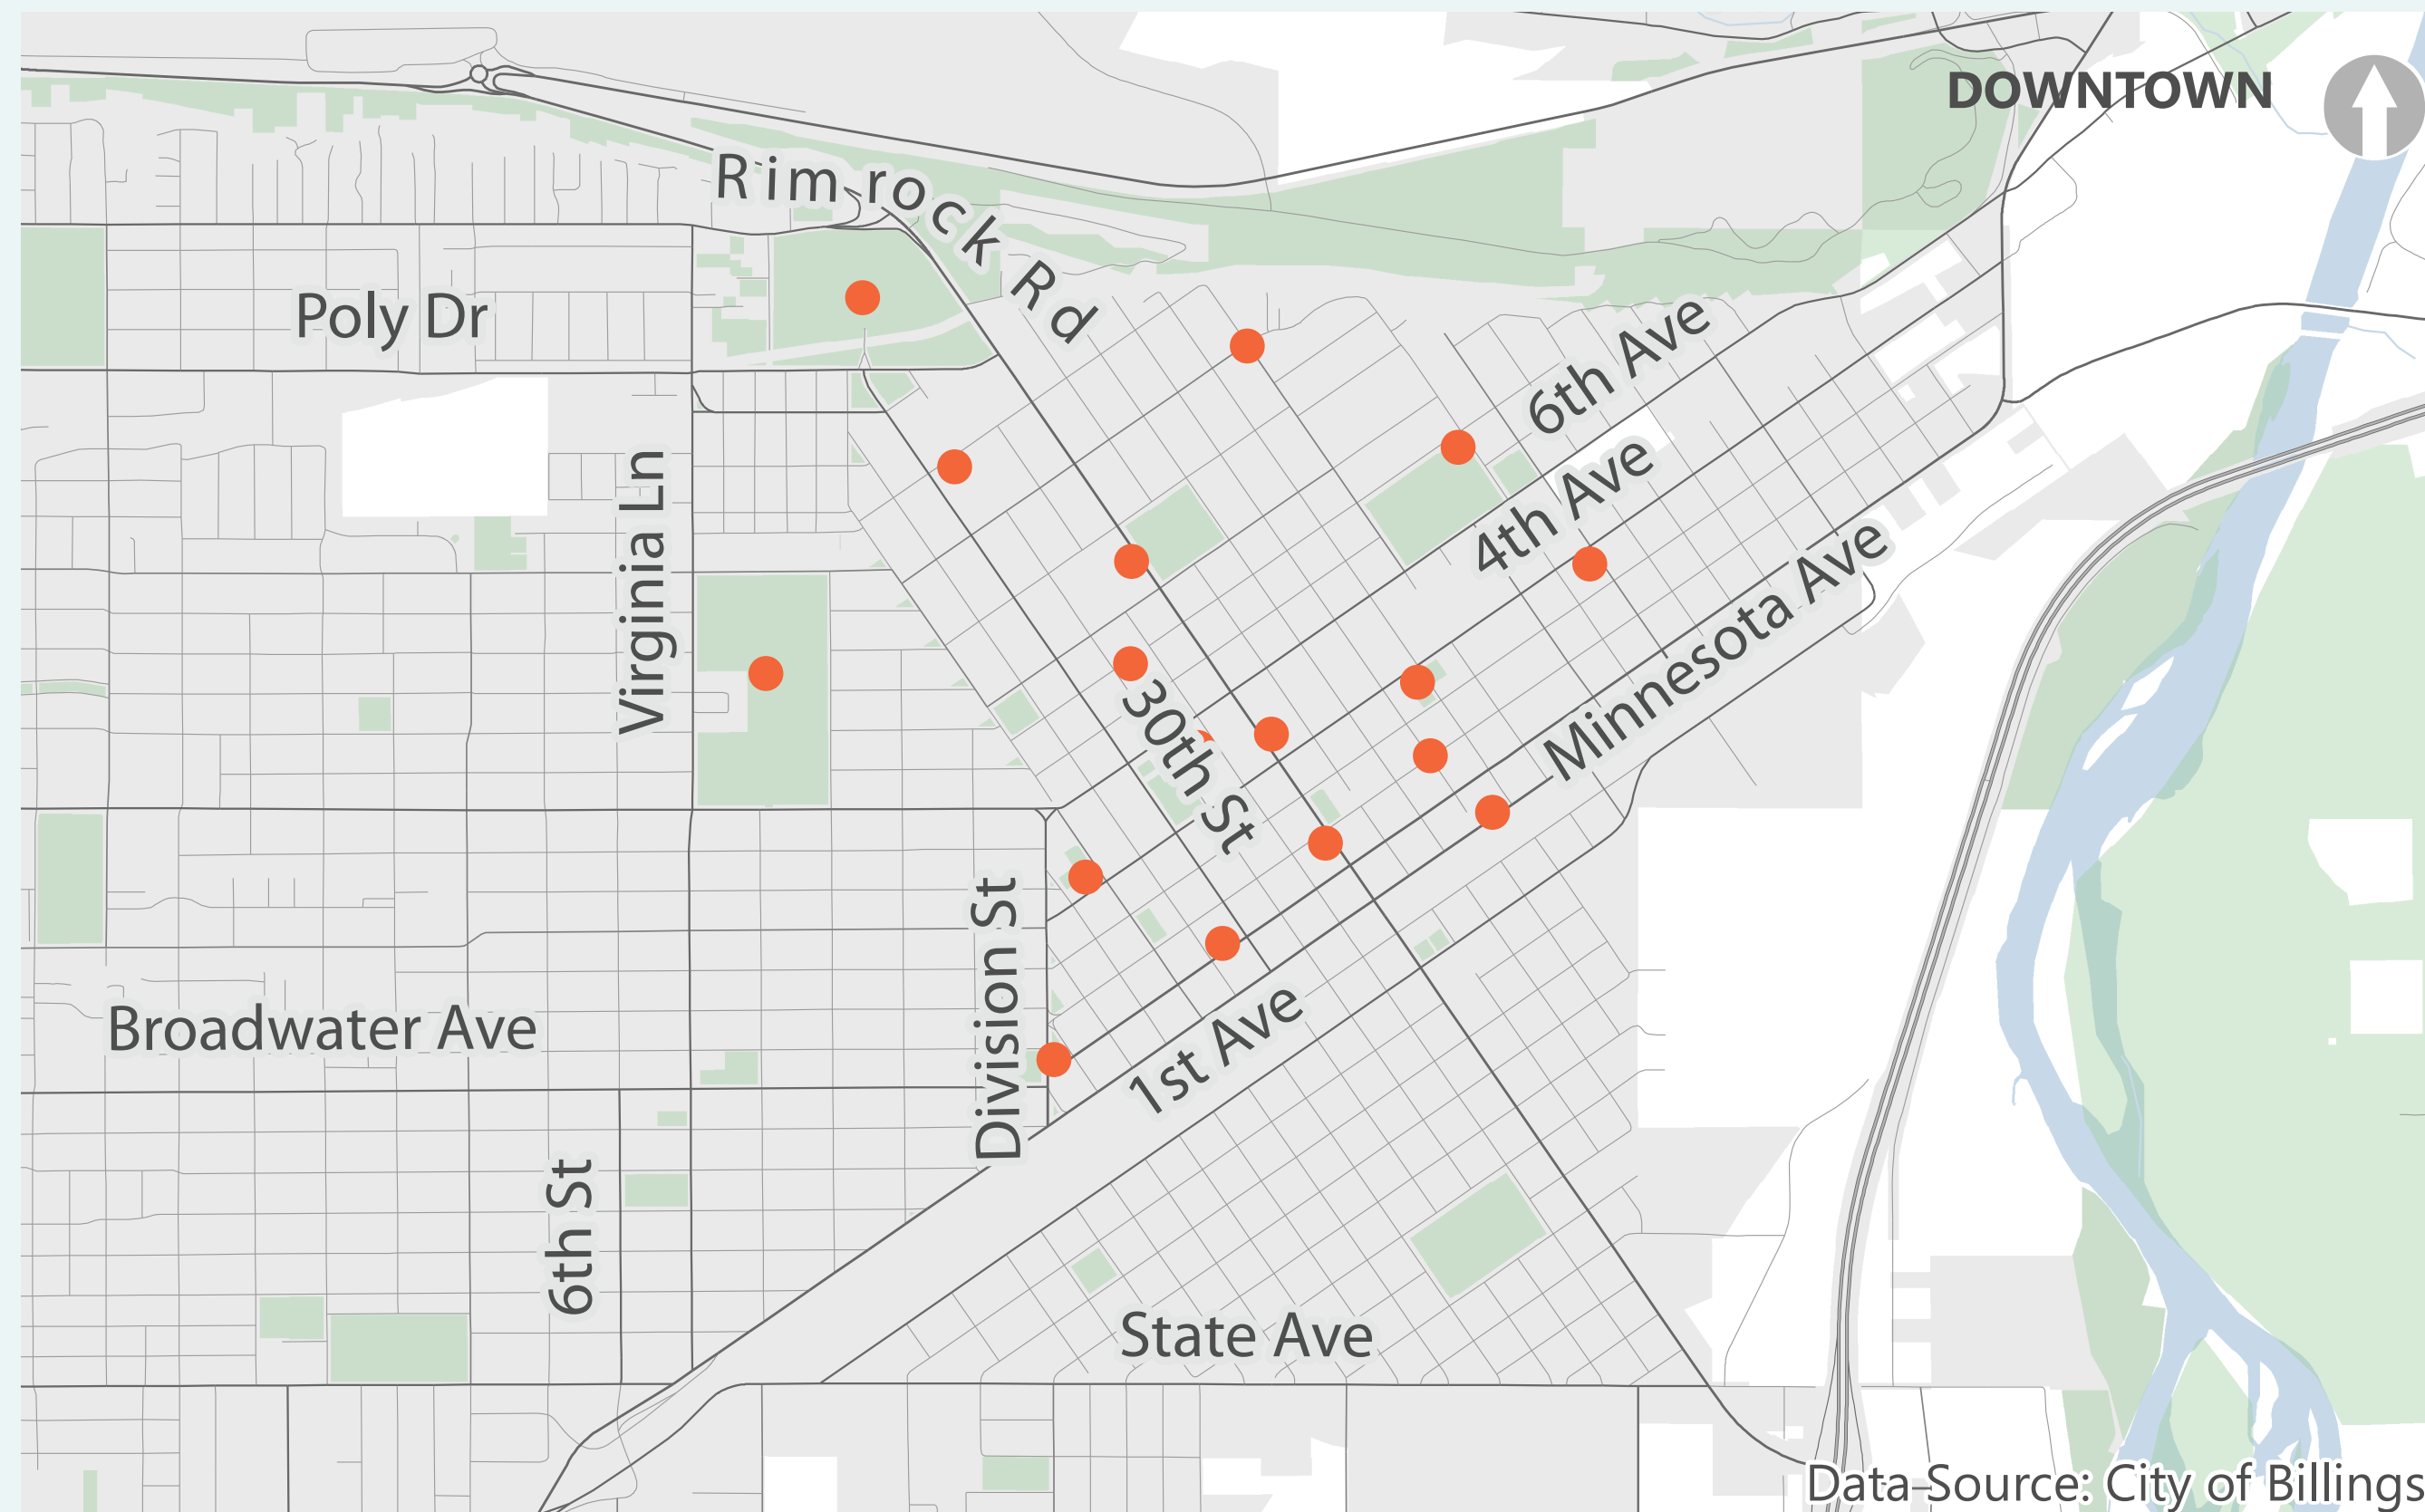 DOWNTOWN
Rimrock Rd
Poly Dr
6th Ave
4th Ave
Virginia Ln
Minnesota Ave
30th St
Division St
Broadwater Ave
1st Ave
6th St
State Ave
Data Source: City of Billings